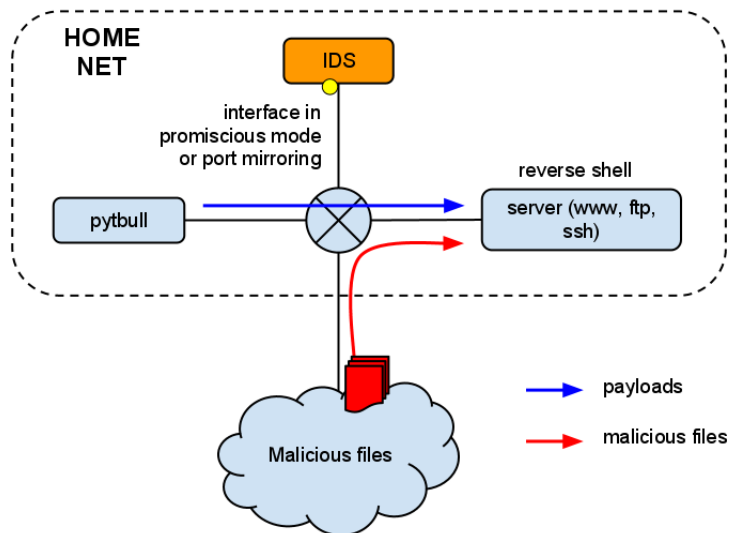 HOME
NET
IDS
interface in
promiscious mode
or port mirroring
reverse shell
pytbull
server (www, ftp,
ssh)
payloads
malicious files
Malicious files